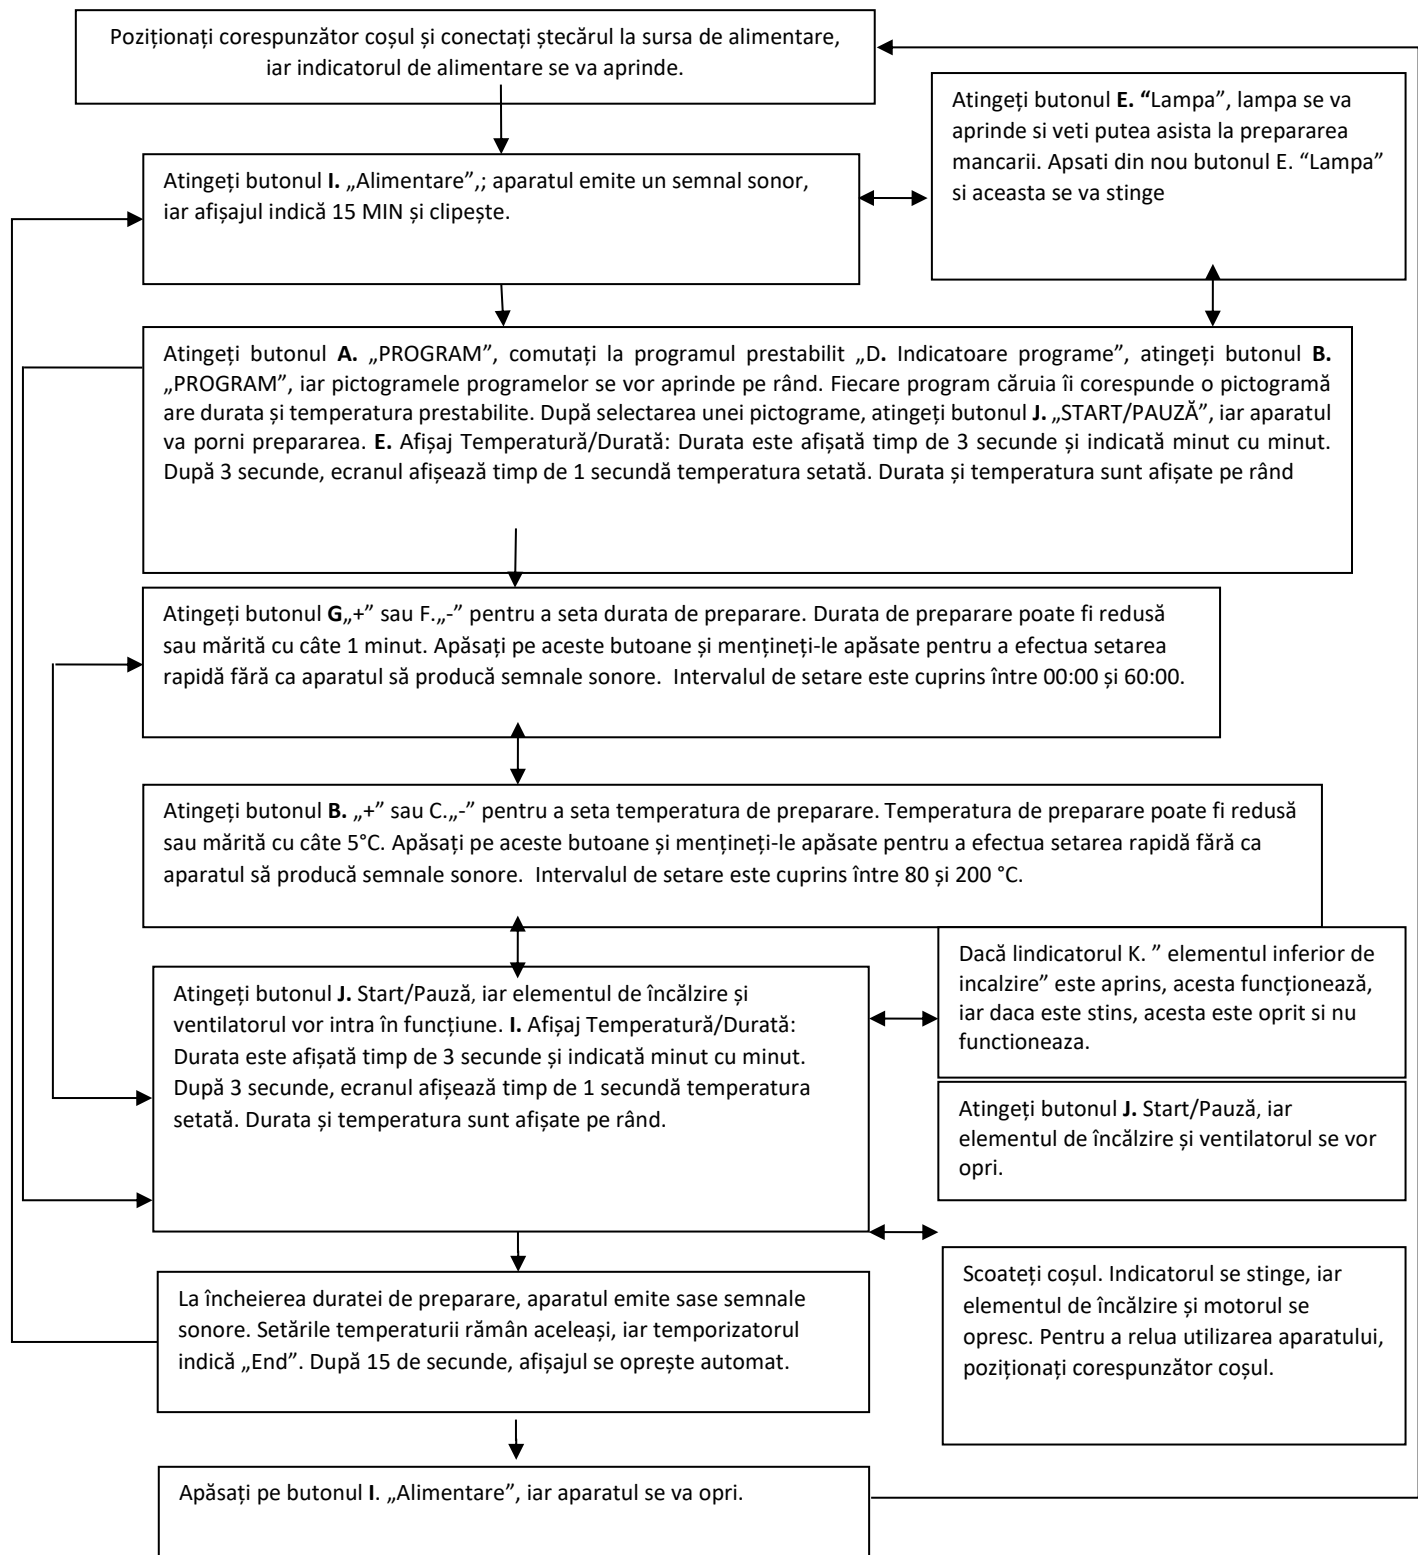 Poziționați corespunzător coșul și conectați ștecărul la sursa de alimentare,
iar indicatorul de alimentare se va aprinde.
Atingeți butonul E. “Lampa”, lampa se va
aprinde si veti putea asista la prepararea
mancarii. Apsati din nou butonul E. “Lampa”
si aceasta se va stinge
Atingeți butonul I. „Alimentare”,; aparatul emite un semnal sonor,
iar afișajul indică 15 MIN și clipește.
Atingeți butonul A. „PROGRAM”, comutați la programul prestabilit „D. Indicatoare programe”, atingeți butonul B.
„PROGRAM”, iar pictogramele programelor se vor aprinde pe rând. Fiecare program căruia îi corespunde o pictogramă
are durata și temperatura prestabilite. După selectarea unei pictograme, atingeți butonul J. „START/PAUZĂ”, iar aparatul
va porni prepararea. E. Afișaj Temperatură/Durată: Durata este afișată timp de 3 secunde și indicată minut cu minut.
După 3 secunde, ecranul afișează timp de 1 secundă temperatura setată. Durata și temperatura sunt afișate pe rând
Atingeți butonul G„+” sau F.„-” pentru a seta durata de preparare. Durata de preparare poate fi redusă
sau mărită cu câte 1 minut. Apăsați pe aceste butoane și mențineți-le apăsate pentru a efectua setarea
rapidă fără ca aparatul să producă semnale sonore.  Intervalul de setare este cuprins între 00:00 și 60:00.
Atingeți butonul B. „+” sau C.„-” pentru a seta temperatura de preparare. Temperatura de preparare poate fi redusă
sau mărită cu câte 5°C. Apăsați pe aceste butoane și mențineți-le apăsate pentru a efectua setarea rapidă fără ca
aparatul să producă semnale sonore.  Intervalul de setare este cuprins între 80 și 200 °C.
Dacă lindicatorul K. ” elementul inferior de
incalzire” este aprins, acesta funcționează,
iar daca este stins, acesta este oprit si nu
functioneaza.
Atingeți butonul J. Start/Pauză, iar elementul de încălzire și
ventilatorul vor intra în funcțiune. I. Afișaj Temperatură/Durată:
Durata este afișată timp de 3 secunde și indicată minut cu minut.
După 3 secunde, ecranul afișează timp de 1 secundă temperatura
setată. Durata și temperatura sunt afișate pe rând.
Atingeți butonul J. Start/Pauză, iar
elementul de încălzire și ventilatorul se vor
opri.
Scoateți coșul. Indicatorul se stinge, iar
elementul de încălzire și motorul se
opresc. Pentru a relua utilizarea aparatului,
poziționați corespunzător coșul.
La încheierea duratei de preparare, aparatul emite sase semnale
sonore. Setările temperaturii rămân aceleași, iar temporizatorul
indică „End”. După 15 de secunde, afișajul se oprește automat.
Apăsați pe butonul I. „Alimentare”, iar aparatul se va opri.